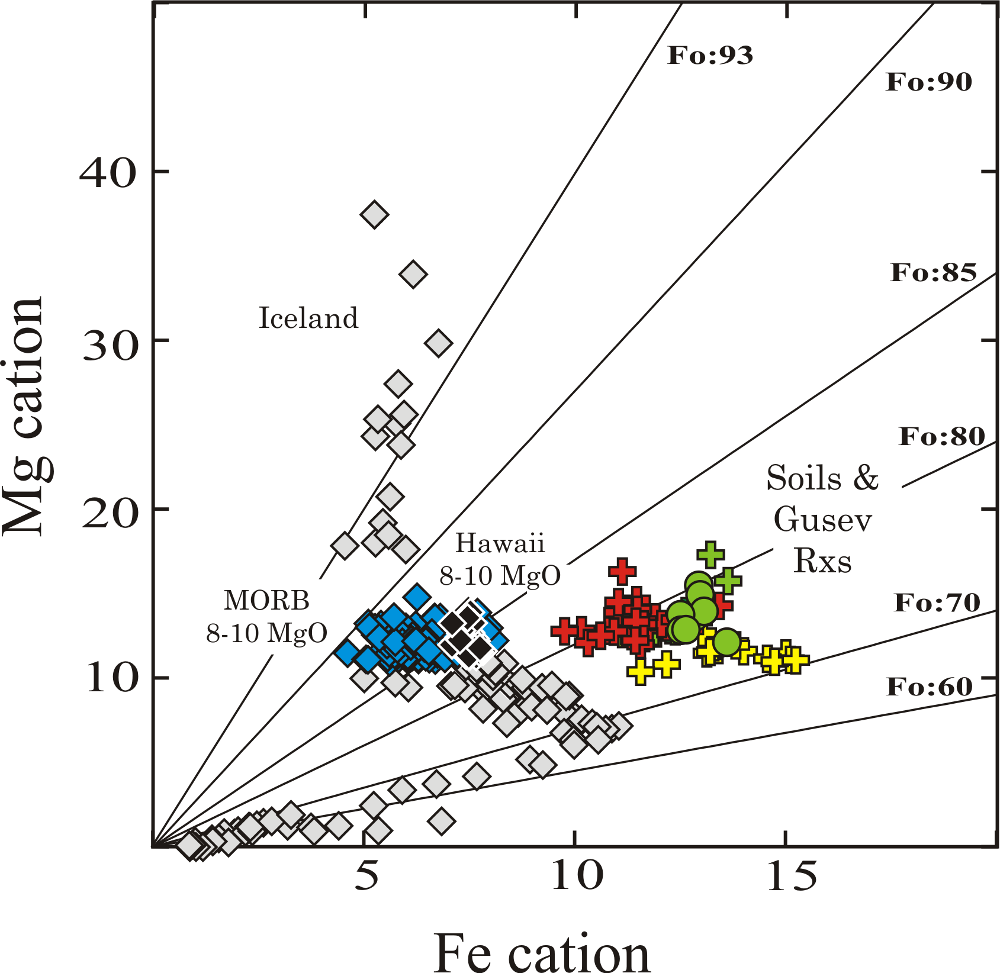 Fo:93
Fo:90
40
Fo:85
Iceland
30
Fo:80
Soils &
Gusev
Rxs
20
Hawaii
8-10 MgO
MORB
8-10 MgO
Fo:70
10
Fo:60
Mg cation
5
10
15
Fe cation